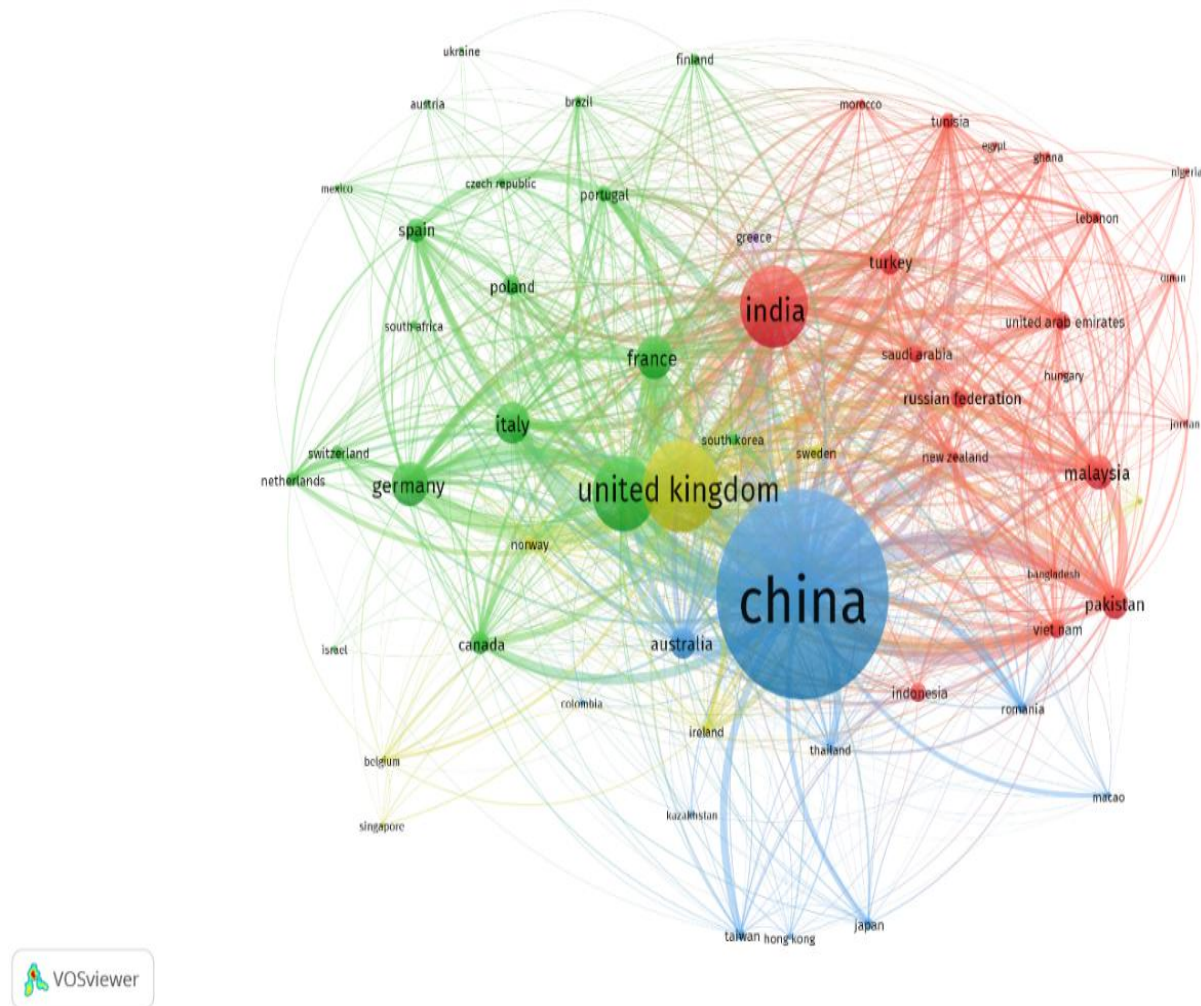 ukraine
finland
austria
brazil
morocco
tunisia
egypt
ghana
nigeria
mexico
czech republic
portugal
lebanon
spain
greece
turkey
poland
oman
india
south africa
united arab emirates
france
saudi arabia
hungary
russian federation
italy
jordan
south korea
switzerland
sweden
new zealand
malaysia
netherlands
germany
united kingdom
norway
bangladesh
china
pakistan
viet nam
israel
canada
australia
indonesia
colombia
romania
ireland
thailand
belgium
macao
kazakhstan
singapore
japan
taiwan
hong kong
VOSviewer